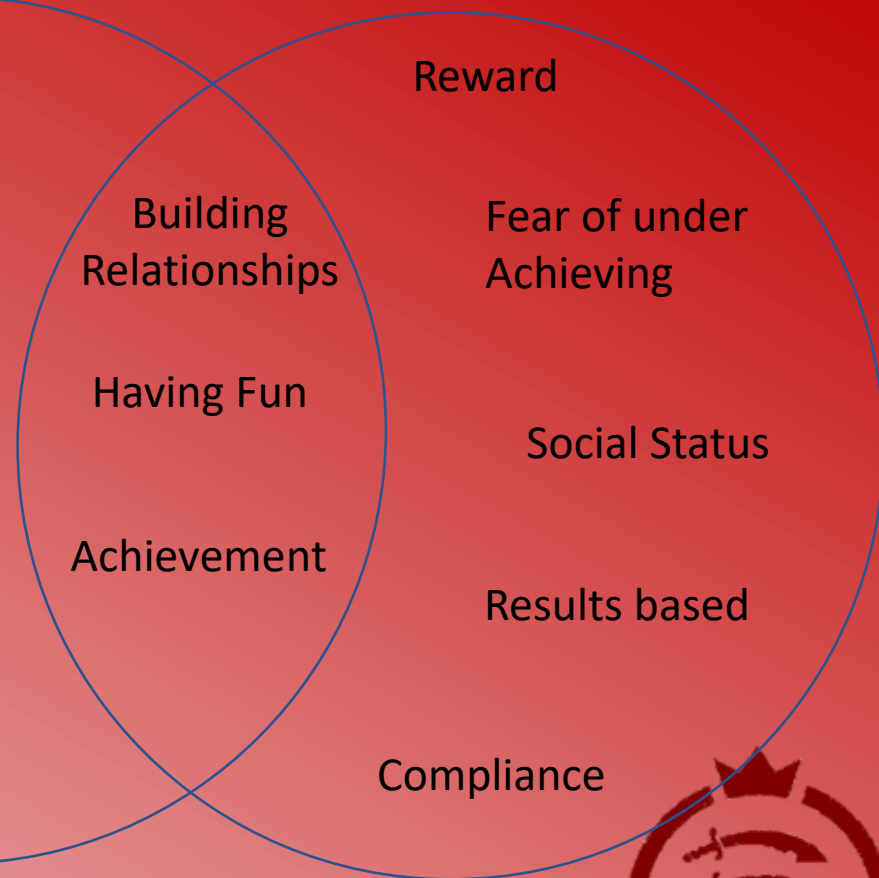 Reward
Building
Relationships
Fear of under
Achieving
Having Fun
Social Status
Achievement
Results based
Compliance